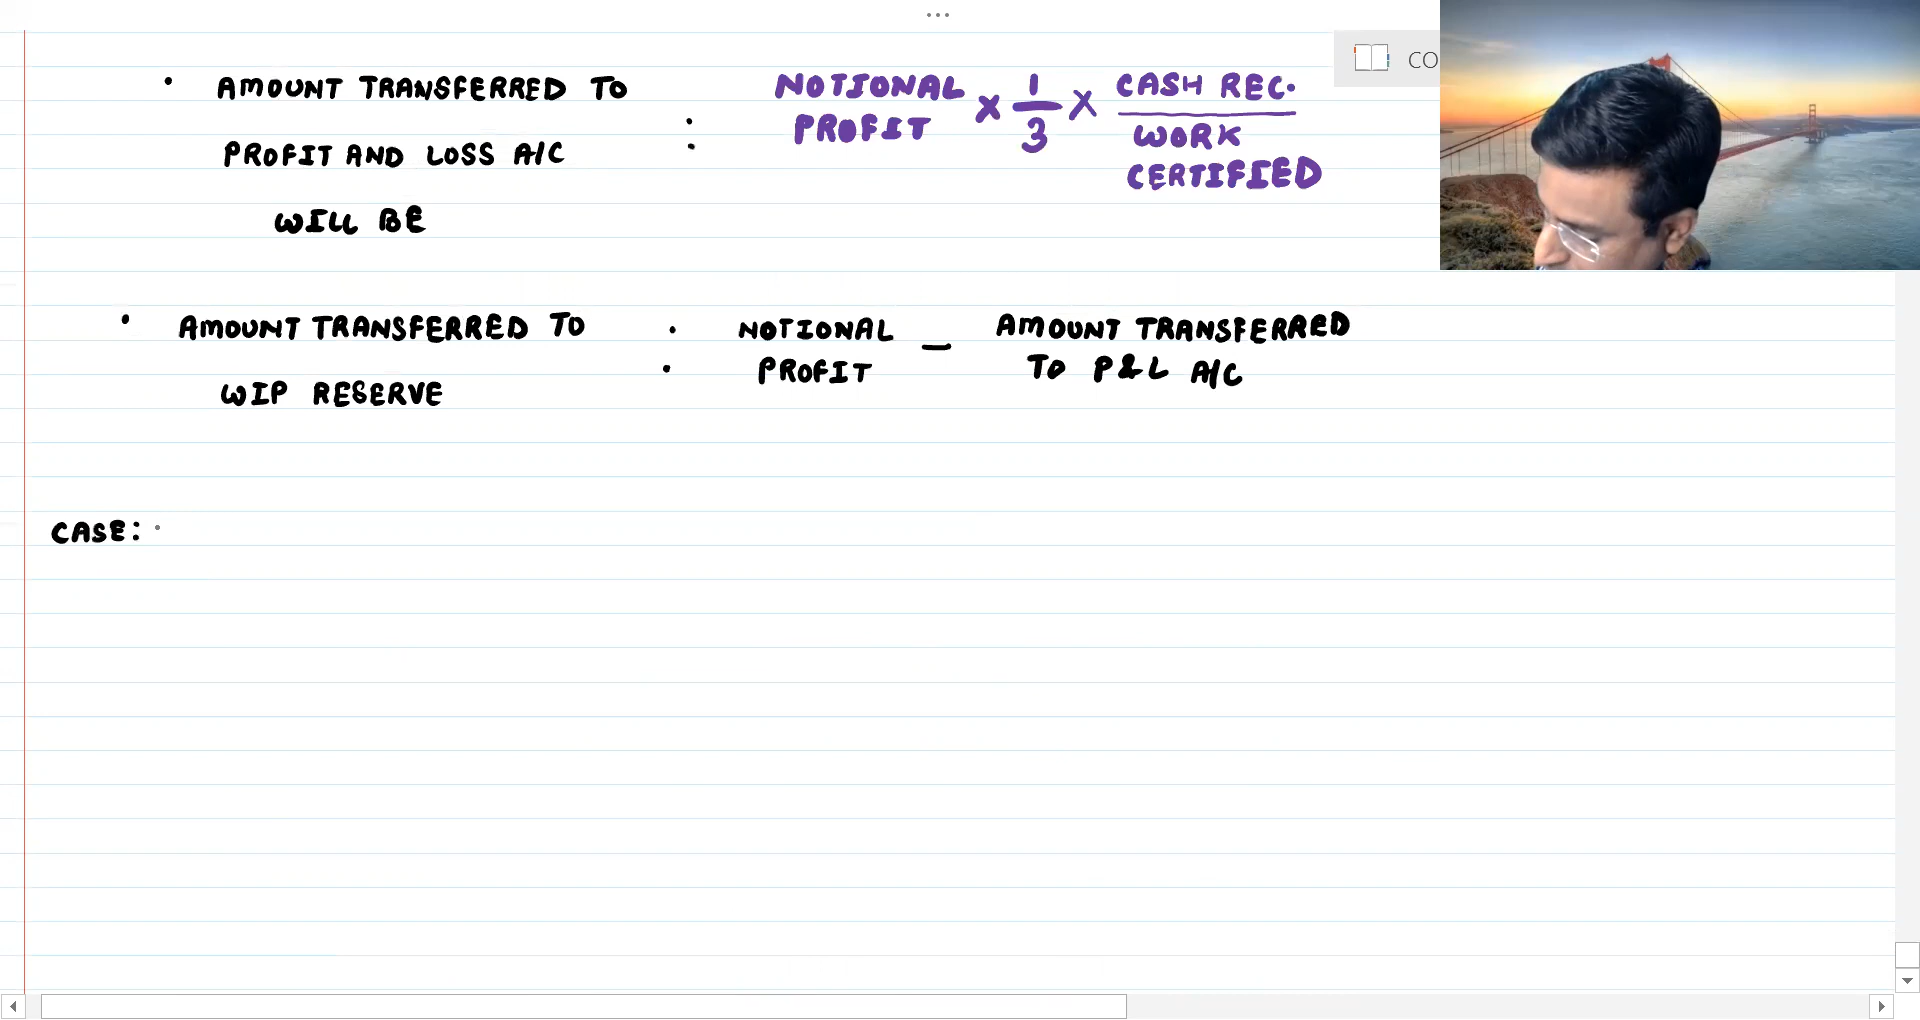 • AMOUNT TRANSFERRED TO
PROFIT AND LOSS A/C
WILL BE
:
NOTIONAL PROFIT × 1/3 × CASH REC. / WORK CERTIFIED
CO
• AMOUNT TRANSFERRED TO
WIP RESERVE
:
NOTIONAL PROFIT – AMOUNT TRANSFERRED
TO P&L A/C
CASE: